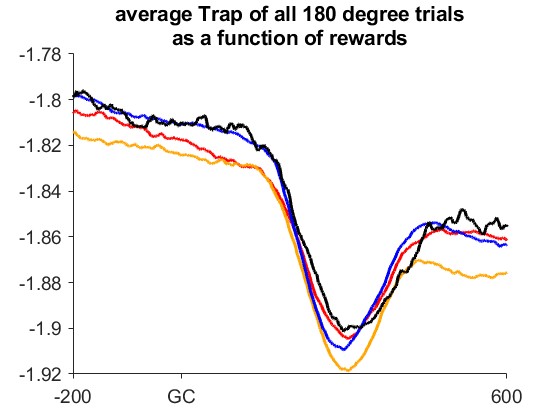 average Trap of all 180 degree trials
as a function of rewards
-1.78
-1.8
-1.82
-1.84
-1.86
-1.88
-1.9
-1.92
-200 GC 600